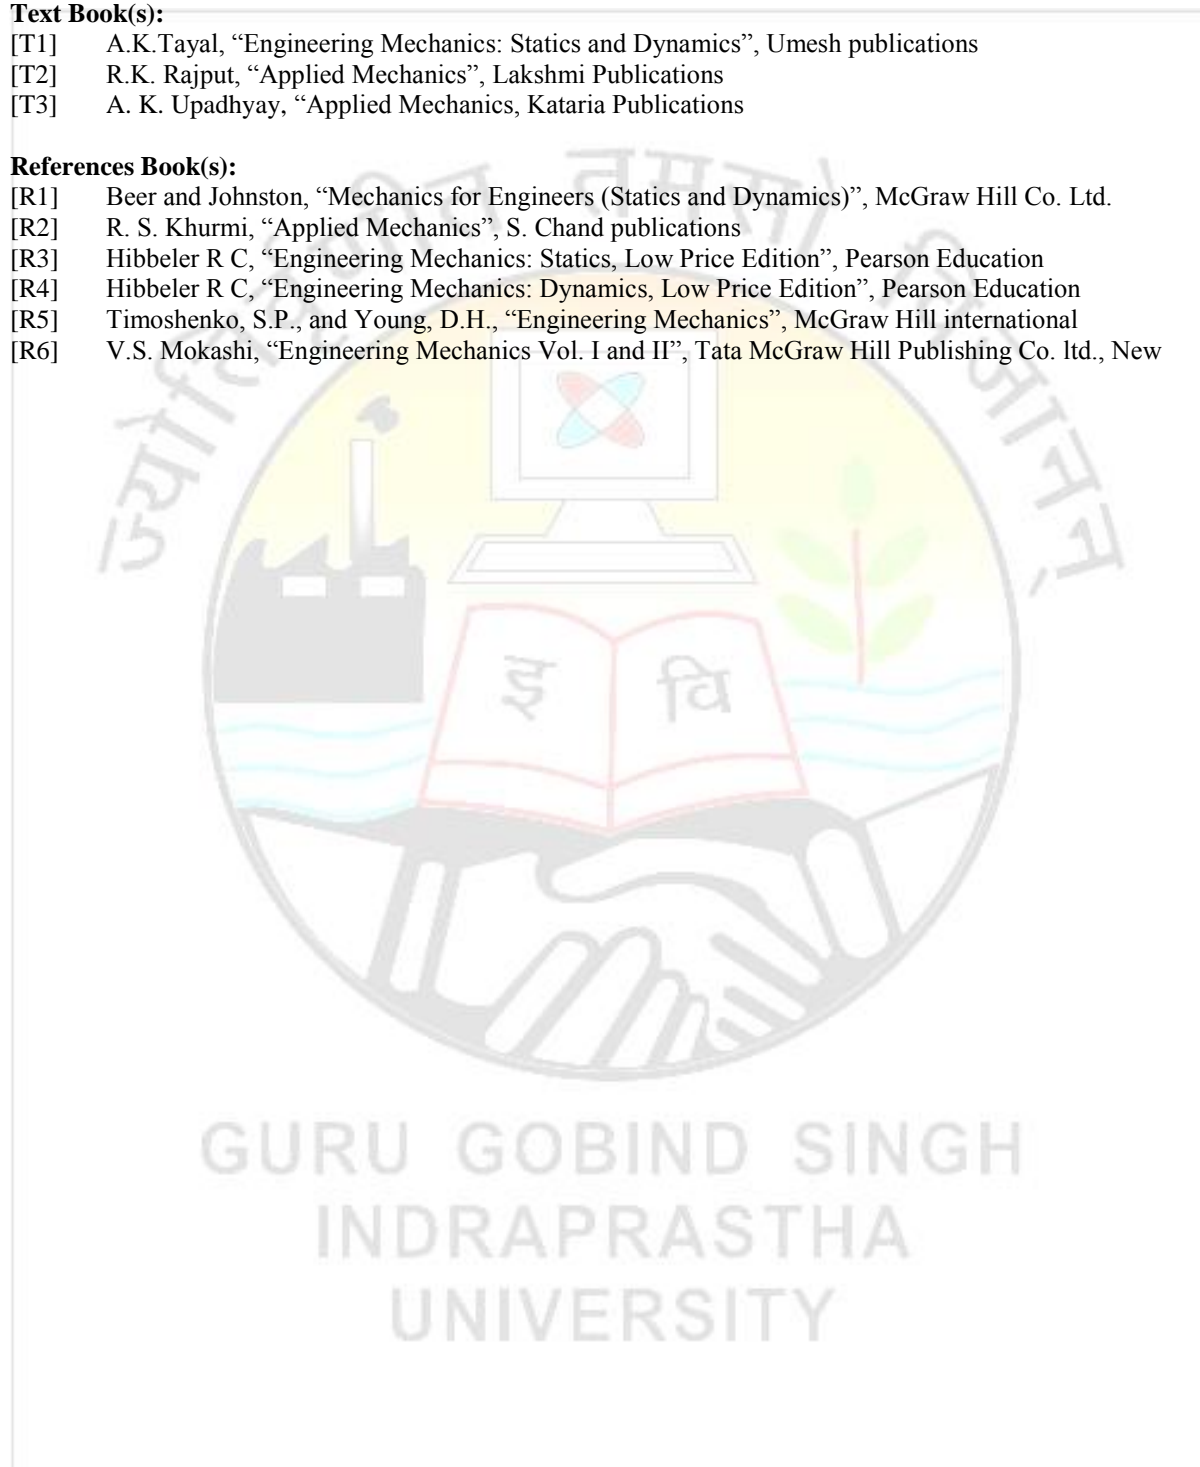 Text Book(s):
[T1] A.K.Tayal, “Engineering Mechanics: Statics and Dynamics”, Umesh publications
[T2] R.K. Rajput, “Applied Mechanics”, Lakshmi Publications
[T3] A. K. Upadhyay, “Applied Mechanics, Kataria Publications
References Book(s):
[R1] Beer and Johnston, “Mechanics for Engineers (Statics and Dynamics)”, McGraw Hill Co. Ltd.
[R2] R. S. Khurmi, “Applied Mechanics”, S. Chand publications
[R3] Hibbeler R C, “Engineering Mechanics: Statics, Low Price Edition”, Pearson Education
[R4] Hibbeler R C, “Engineering Mechanics: Dynamics, Low Price Edition”, Pearson Education
[R5] Timoshenko, S.P., and Young, D.H., “Engineering Mechanics”, McGraw Hill international
[R6] V.S. Mokashi, “Engineering Mechanics Vol. I and II”, Tata McGraw Hill Publishing Co. ltd., New
तमसो
इ वि
GURU GOBIND SINGH
INDRAPRASTHA
UNIVERSITY